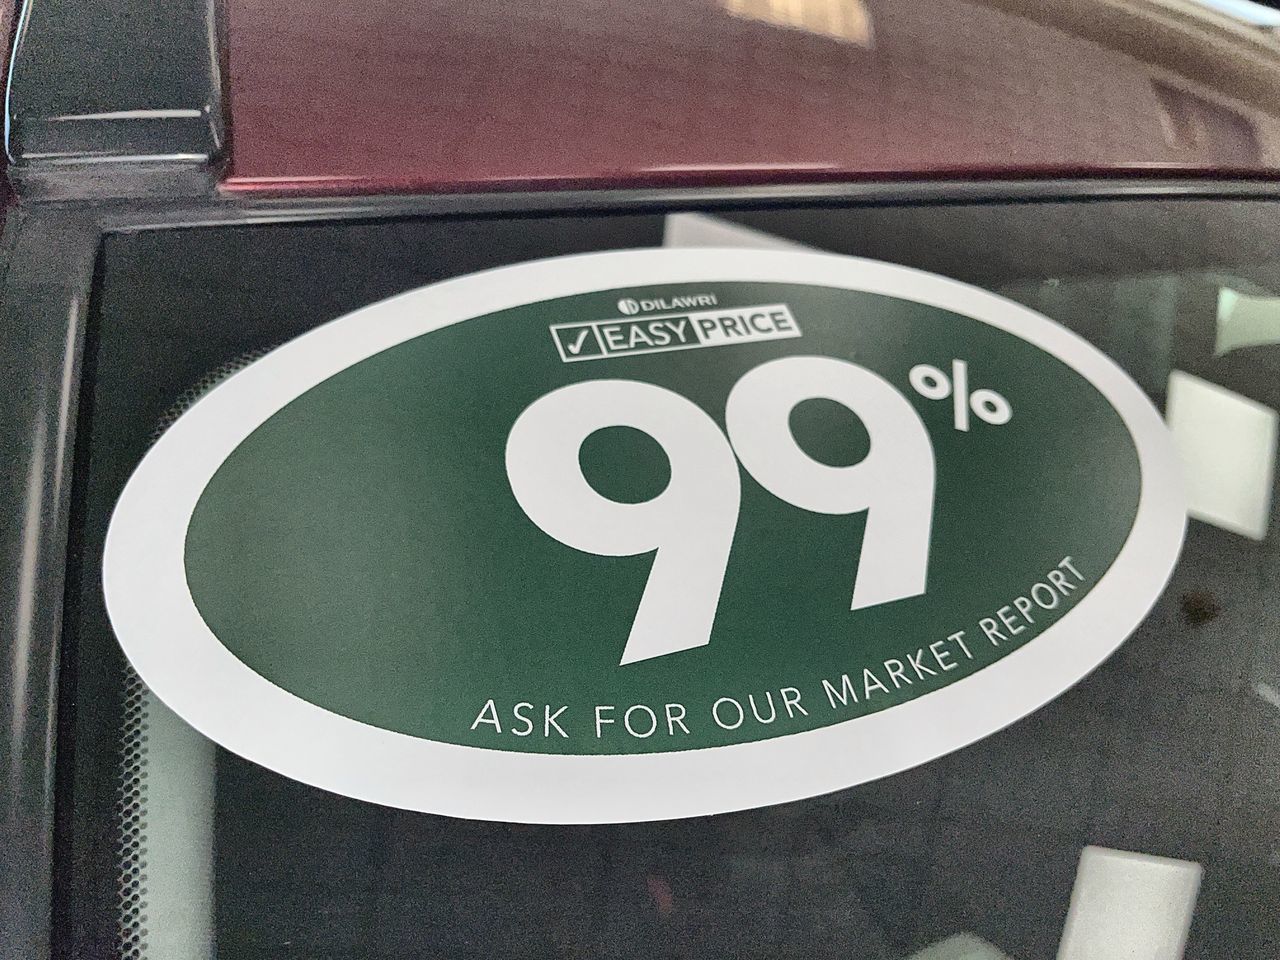 DILAWRI
✓ EASY PRICE
99%
ASK FOR OUR MARKET REPORT